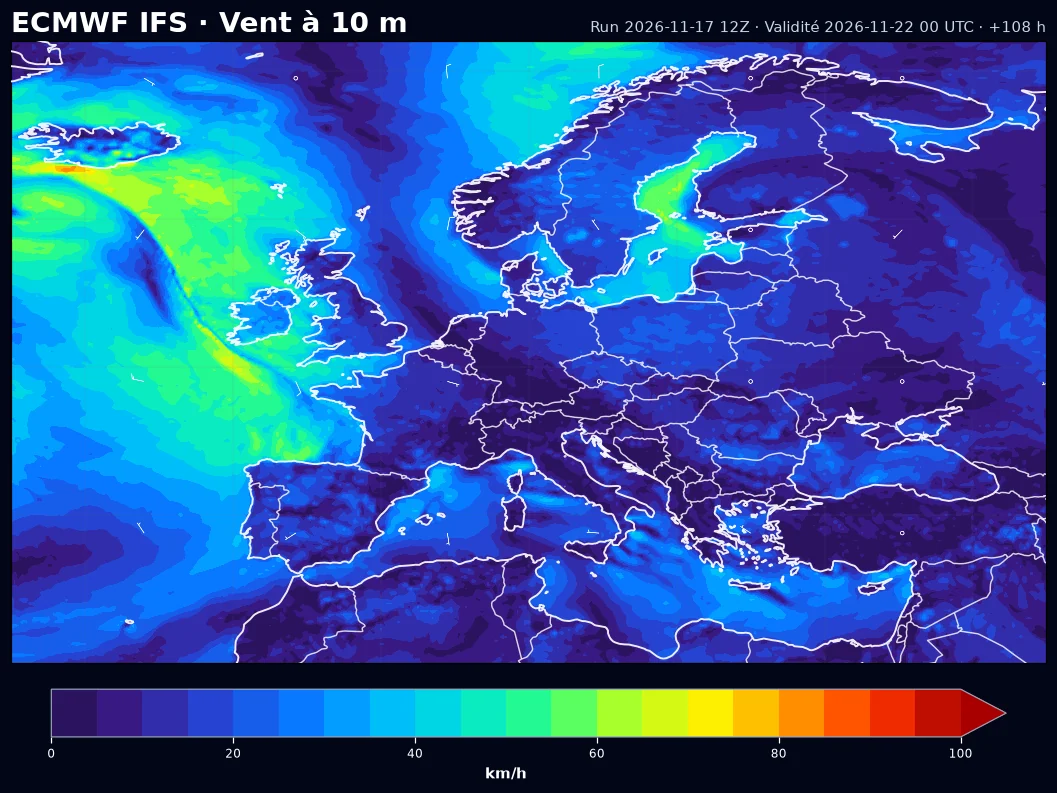 ECMWF IFS · Vent à 10 m
Run 2026-11-17 12Z · Validité 2026-11-22 00 UTC · +108 h
0 20 40 60 80 100
km/h